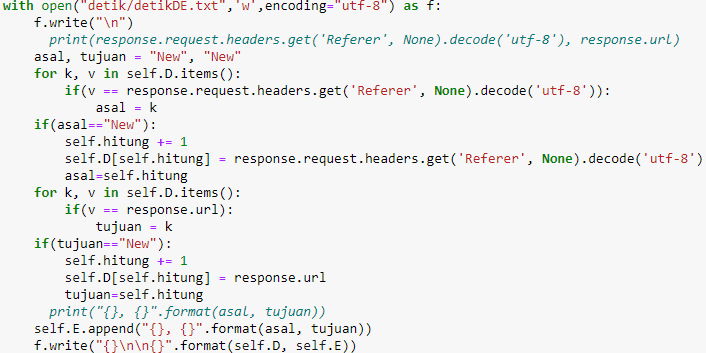 with open("detik/detikDE.txt",'w',encoding="utf-8") as f:
    f.write("\n")
      print(response.request.headers.get('Referer', None).decode('utf-8'), response.url)
    asal, tujuan = "New", "New"
    for k, v in self.D.items():
        if(v == response.request.headers.get('Referer', None).decode('utf-8')):
            asal = k
    if(asal=="New"):
        self.hitung += 1
        self.D[self.hitung] = response.request.headers.get('Referer', None).decode('utf-8')
        asal=self.hitung
    for k, v in self.D.items():
        if(v == response.url):
            tujuan = k
    if(tujuan=="New"):
        self.hitung += 1
        self.D[self.hitung] = response.url
        tujuan=self.hitung
      print("{}, {}".format(asal, tujuan))
    self.E.append("{}, {}".format(asal, tujuan))
    f.write("{}\n\n{}".format(self.D, self.E))